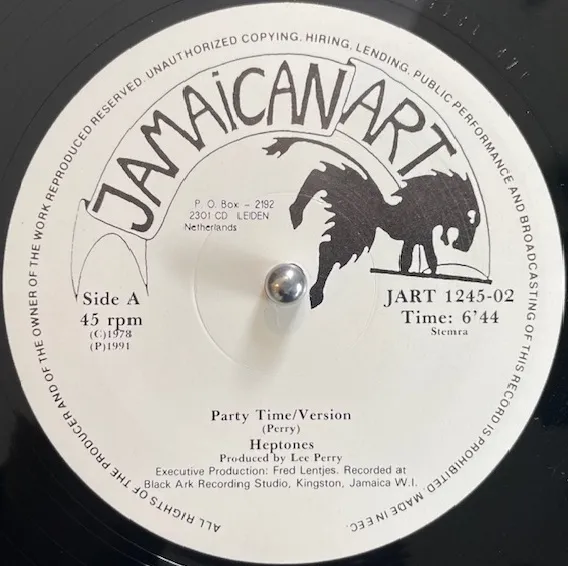 ALL RIGHTS OF THE PRODUCER AND OF THE OWNER OF THE WORK REPRODUCED RESERVED. UNAUTHORIZED COPYING, HIRING, LENDING, PUBLIC PERFORMANCE AND BROADCASTING OF THIS RECORD IS PROHIBITED. MADE IN EEC.
JAMAiCAN ART
P. O. Box - 2192
2301 CD LEIDEN
Netherlands
Side A
45 rpm
(C)1978
(P)1991
JART 1245-02
Time: 6'44
Stemra
Party Time/Version
(Perry)
Heptones
Produced by Lee Perry
Executive Production: Fred Lentjes. Recorded at
Black Ark Recording Studio, Kingston, Jamaica W.I.